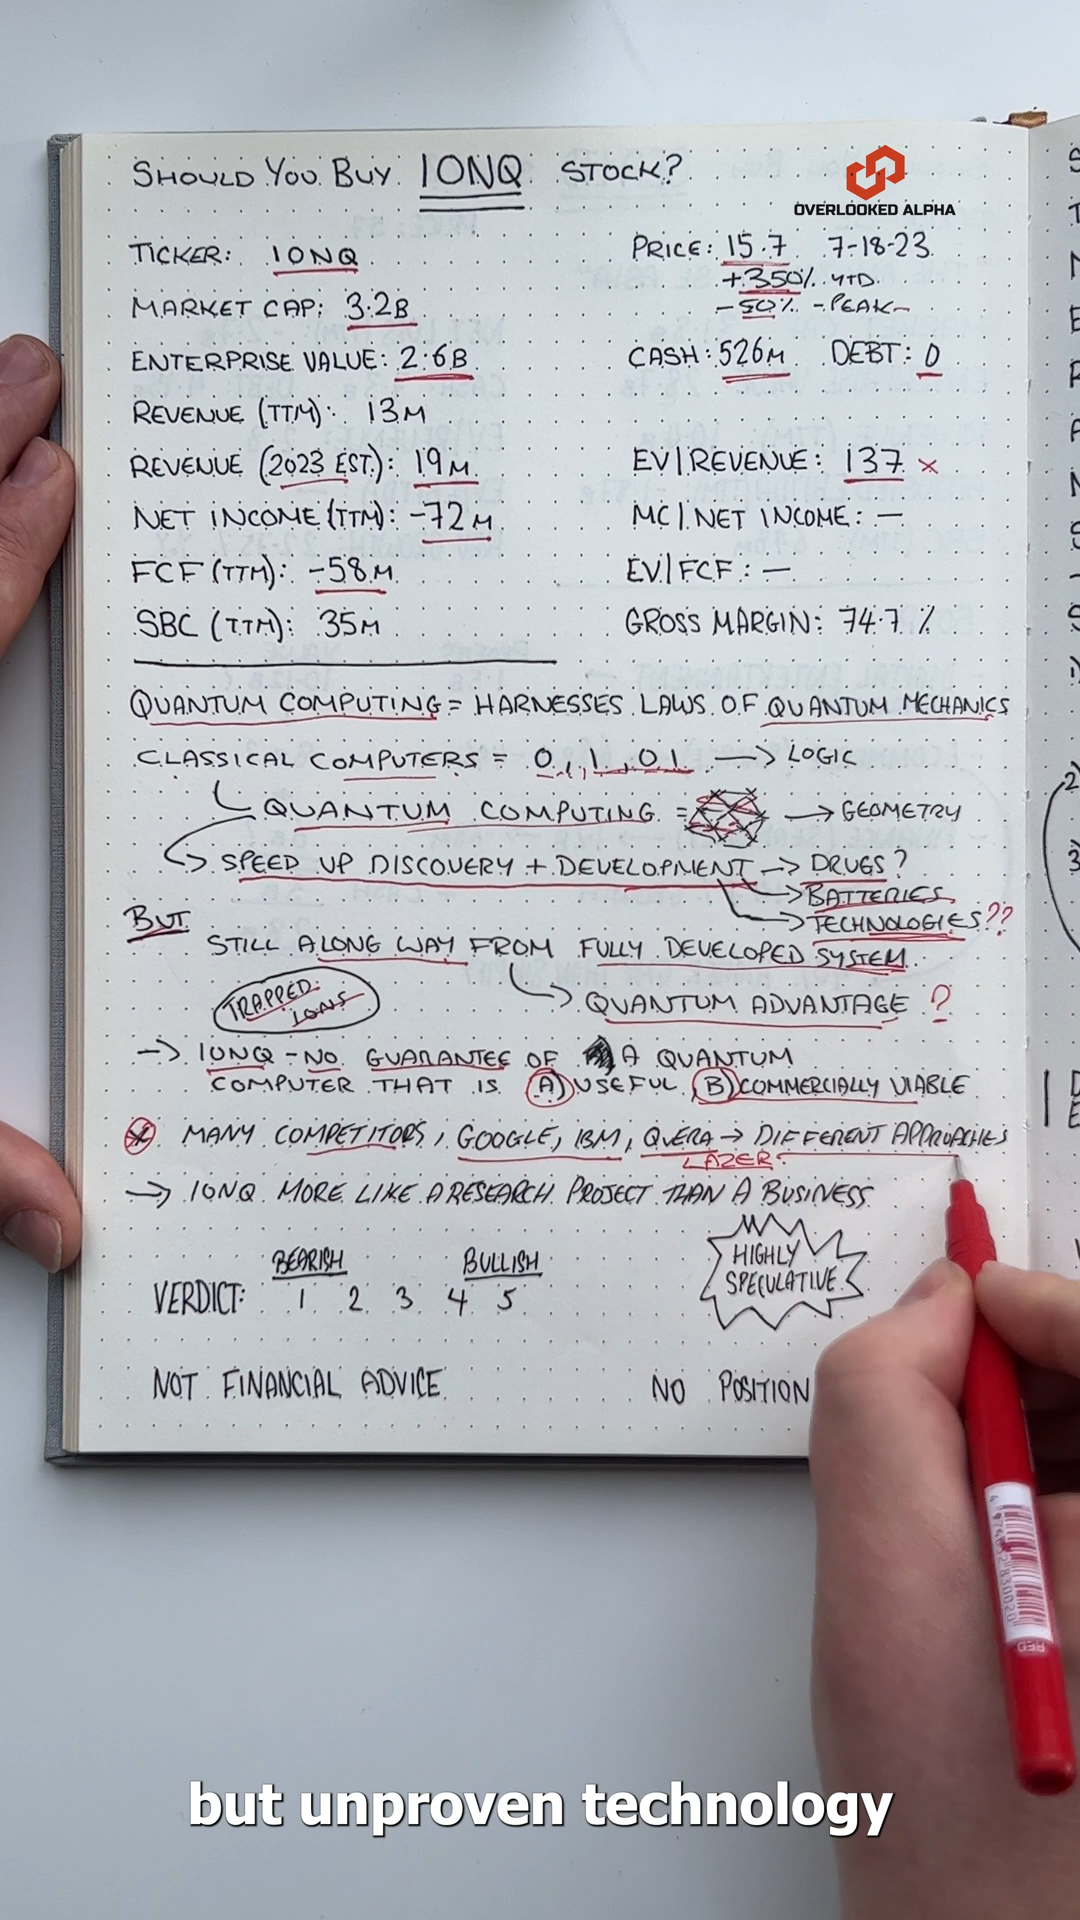 SHOULD YOU BUY IONQ STOCK?
OVERLOOKED ALPHA
TICKER: IONQ
PRICE: 15.7 7-18-23
+350% YTD
-50% -PEAK
MARKET CAP: 3.2B
ENTERPRISE VALUE: 2.6B
CASH: 526M DEBT: 0
REVENUE (TTM): 13M
REVENUE (2023 EST): 19M
EV/REVENUE: 137 x
NET INCOME (TTM): -72M
MC/NET INCOME: —
FCF (TTM): -58M
EV/FCF: —
SBC (TTM): 35M
GROSS MARGIN: 74.7%
QUANTUM COMPUTING = HARNESSES LAWS OF QUANTUM MECHANICS
CLASSICAL COMPUTERS = 0, 1, 01 → LOGIC
QUANTUM COMPUTING = → GEOMETRY
→ SPEED UP DISCOVERY + DEVELOPMENT → DRUGS?
→ BATTERIES
→ TECHNOLOGIES??
BUT
STILL A LONG WAY FROM FULLY DEVELOPED SYSTEM
TRAPPED IONS
→ QUANTUM ADVANTAGE ?
→ IONQ - NO GUARANTEE OF A QUANTUM
COMPUTER THAT IS A) USEFUL B) COMMERCIALLY VIABLE
* MANY COMPETITORS, GOOGLE, IBM, QUERA → DIFFERENT APPROACHES
LAZER
→ IONQ MORE LIKE A RESEARCH PROJECT THAN A BUSINESS
BEARISH BULLISH
VERDICT: 1 2 3 4 5
HIGHLY
SPECULATIVE
NOT FINANCIAL ADVICE
NO POSITION
RED
but unproven technology